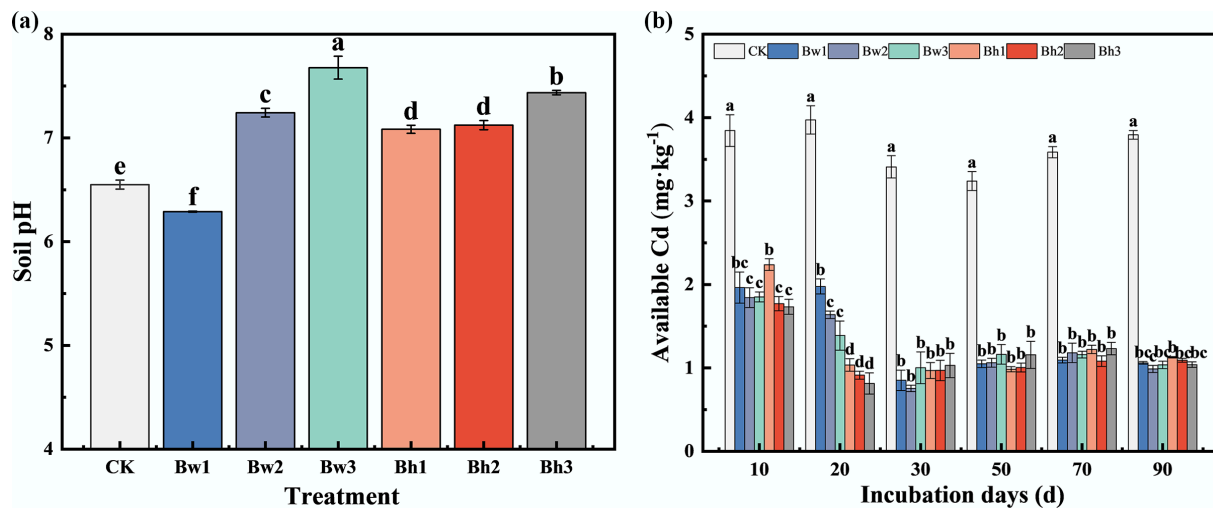 (a)
8
7
6
5
4
Soil pH
e
f
c
a
d
d
b
CK Bw1 Bw2 Bw3 Bh1 Bh2 Bh3
Treatment
(b)
5
4
3
2
1
0
Available Cd (mg·kg⁻¹)
CK Bw1 Bw2 Bw3 Bh1 Bh2 Bh3
a bc c c b c c
a b c c d d d
a b b b b b b
a b b b b b b
a b b b b b b
a bc c bc b bc bc
10 20 30 50 70 90
Incubation days (d)